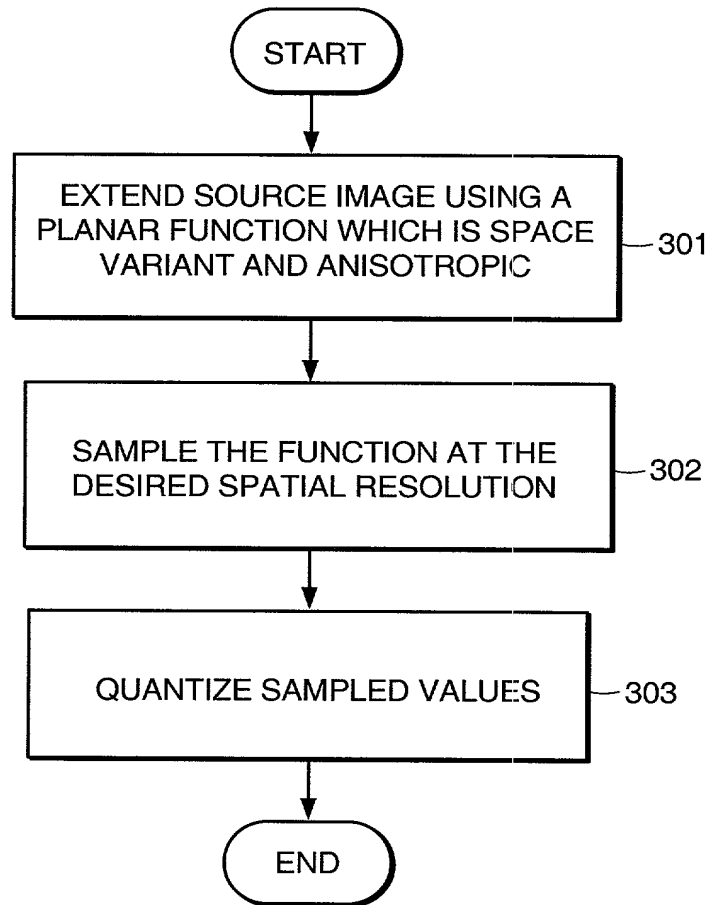 START
EXTEND SOURCE IMAGE USING A
PLANAR FUNCTION WHICH IS SPACE
VARIANT AND ANISOTROPIC
301
SAMPLE THE FUNCTION AT THE
DESIRED SPATIAL RESOLUTION
302
QUANTIZE SAMPLED VALUES
303
END